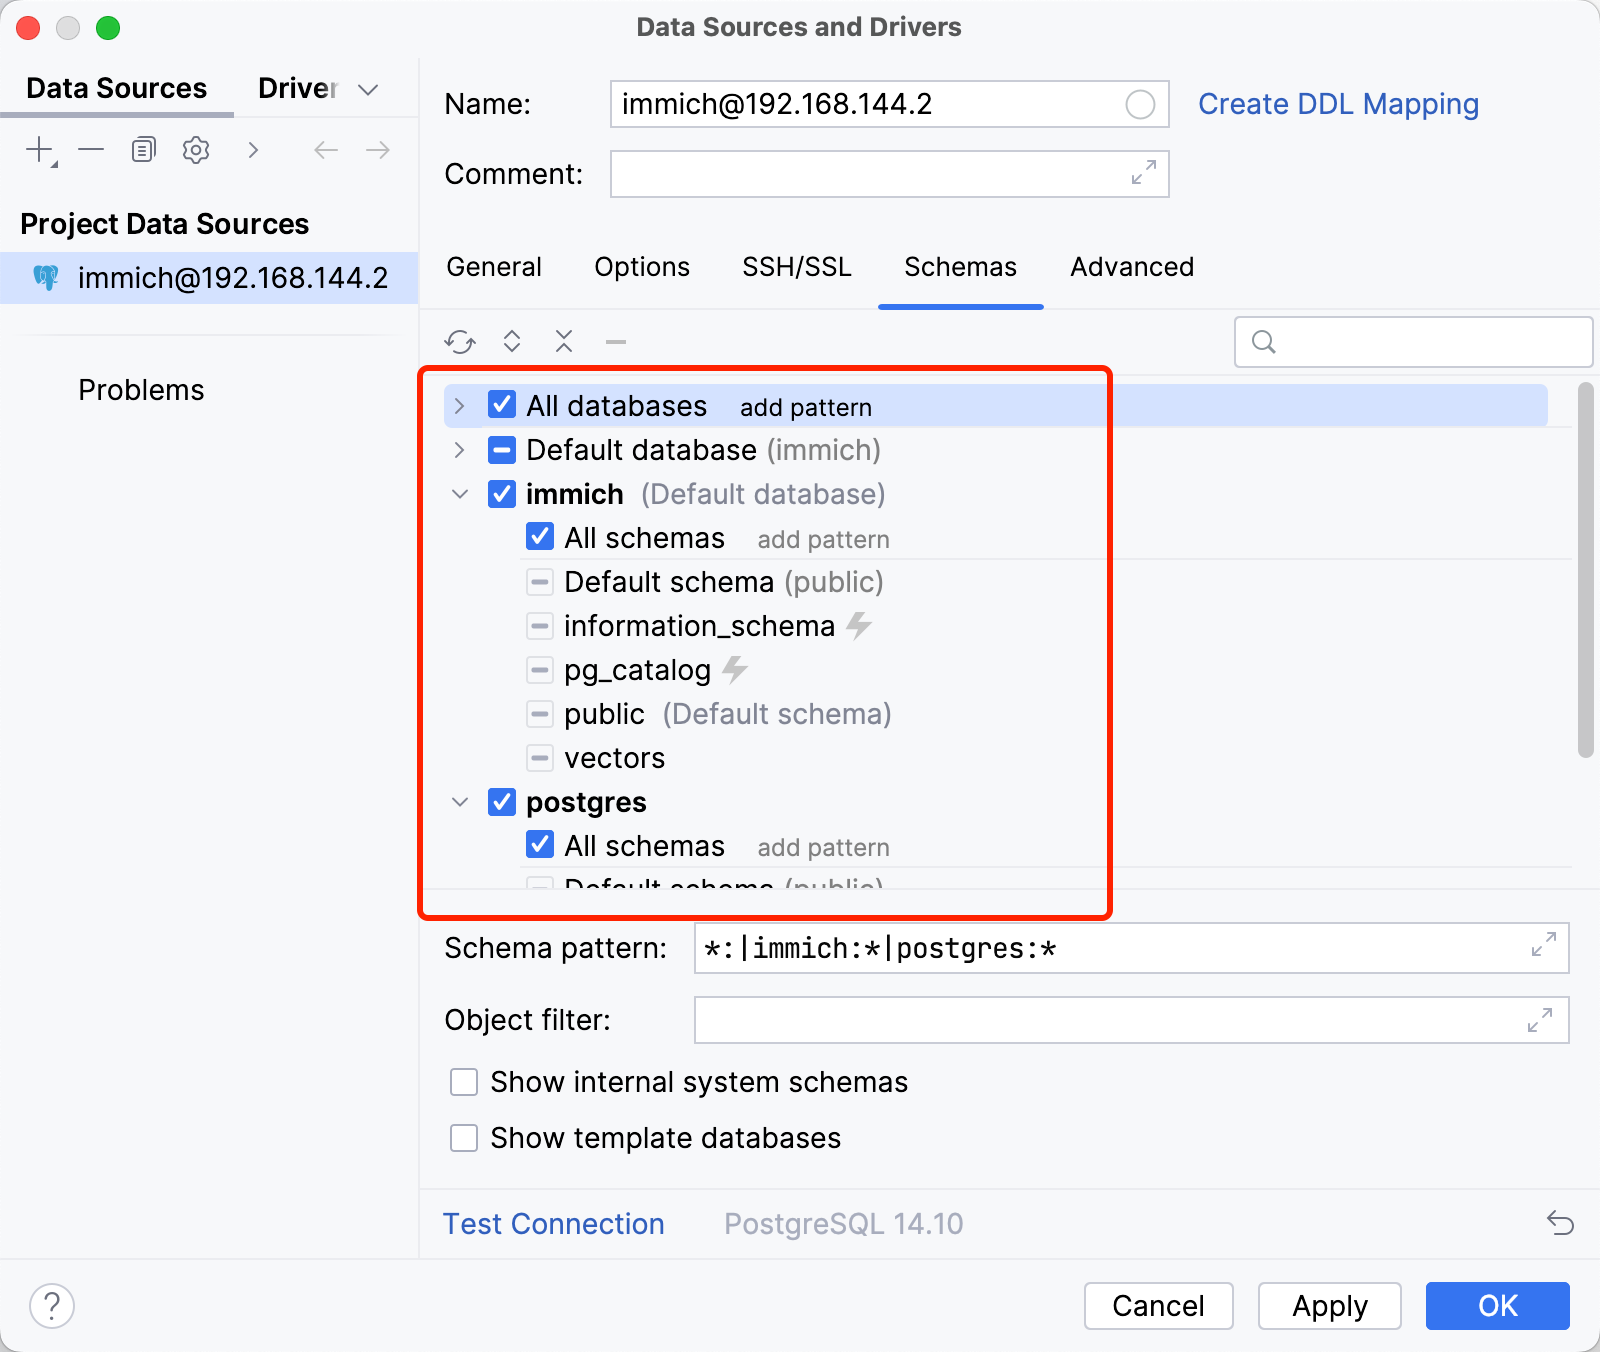 Data Sources and Drivers
Data Sources
Driver
Name:
immich@192.168.144.2
Create DDL Mapping
Comment:
Project Data Sources
immich@192.168.144.2
Problems
General Options SSH/SSL Schemas Advanced
All databases add pattern
Default database (immich)
immich (Default database)
All schemas add pattern
Default schema (public)
information_schema
pg_catalog
public (Default schema)
vectors
postgres
All schemas add pattern
Default schema (public)
Schema pattern: *:|immich:*|postgres:*
Object filter:
Show internal system schemas
Show template databases
Test Connection PostgreSQL 14.10
?
Cancel Apply OK